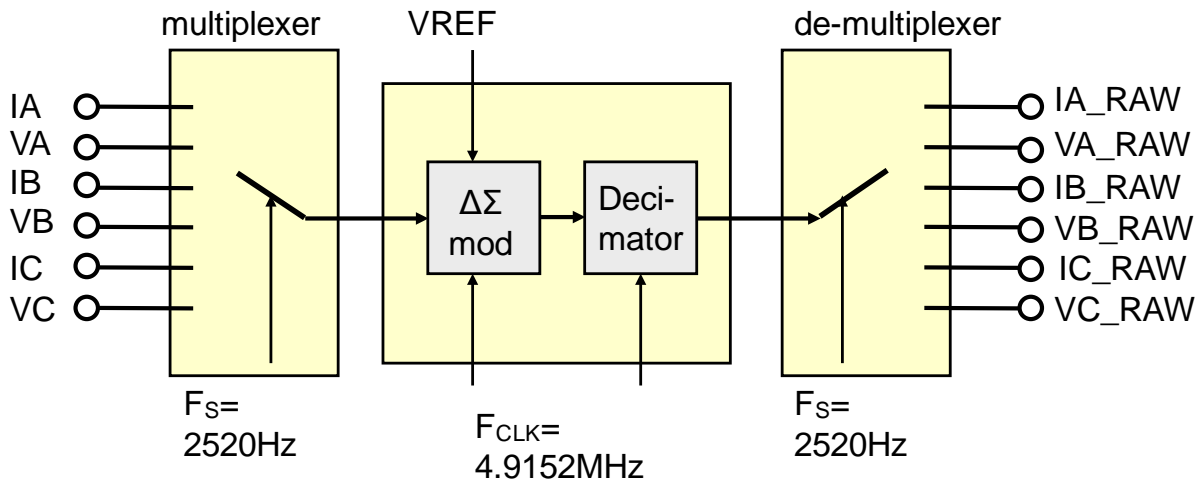 multiplexer
VREF
de-multiplexer
IA
VA
IB
VB
IC
VC
ΔΣ
mod
Deci-
mator
IA_RAW
VA_RAW
IB_RAW
VB_RAW
IC_RAW
VC_RAW
FS=
2520Hz
FCLK=
4.9152MHz
FS=
2520Hz